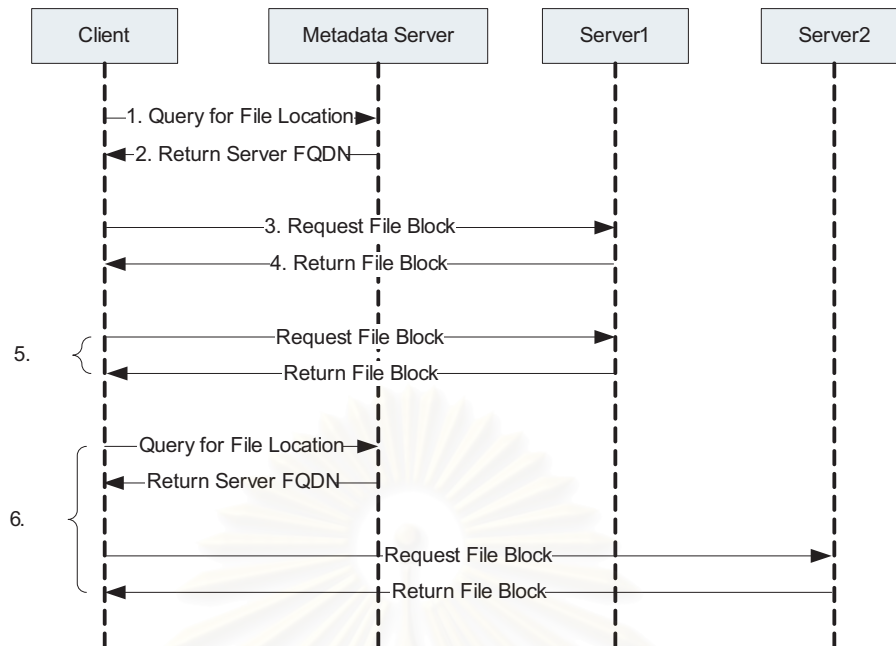 Client
Metadata Server
Server1
Server2
1. Query for File Location
2. Return Server FQDN
3. Request File Block
4. Return File Block
5.
Request File Block
Return File Block
6.
Query for File Location
Return Server FQDN
Request File Block
Return File Block